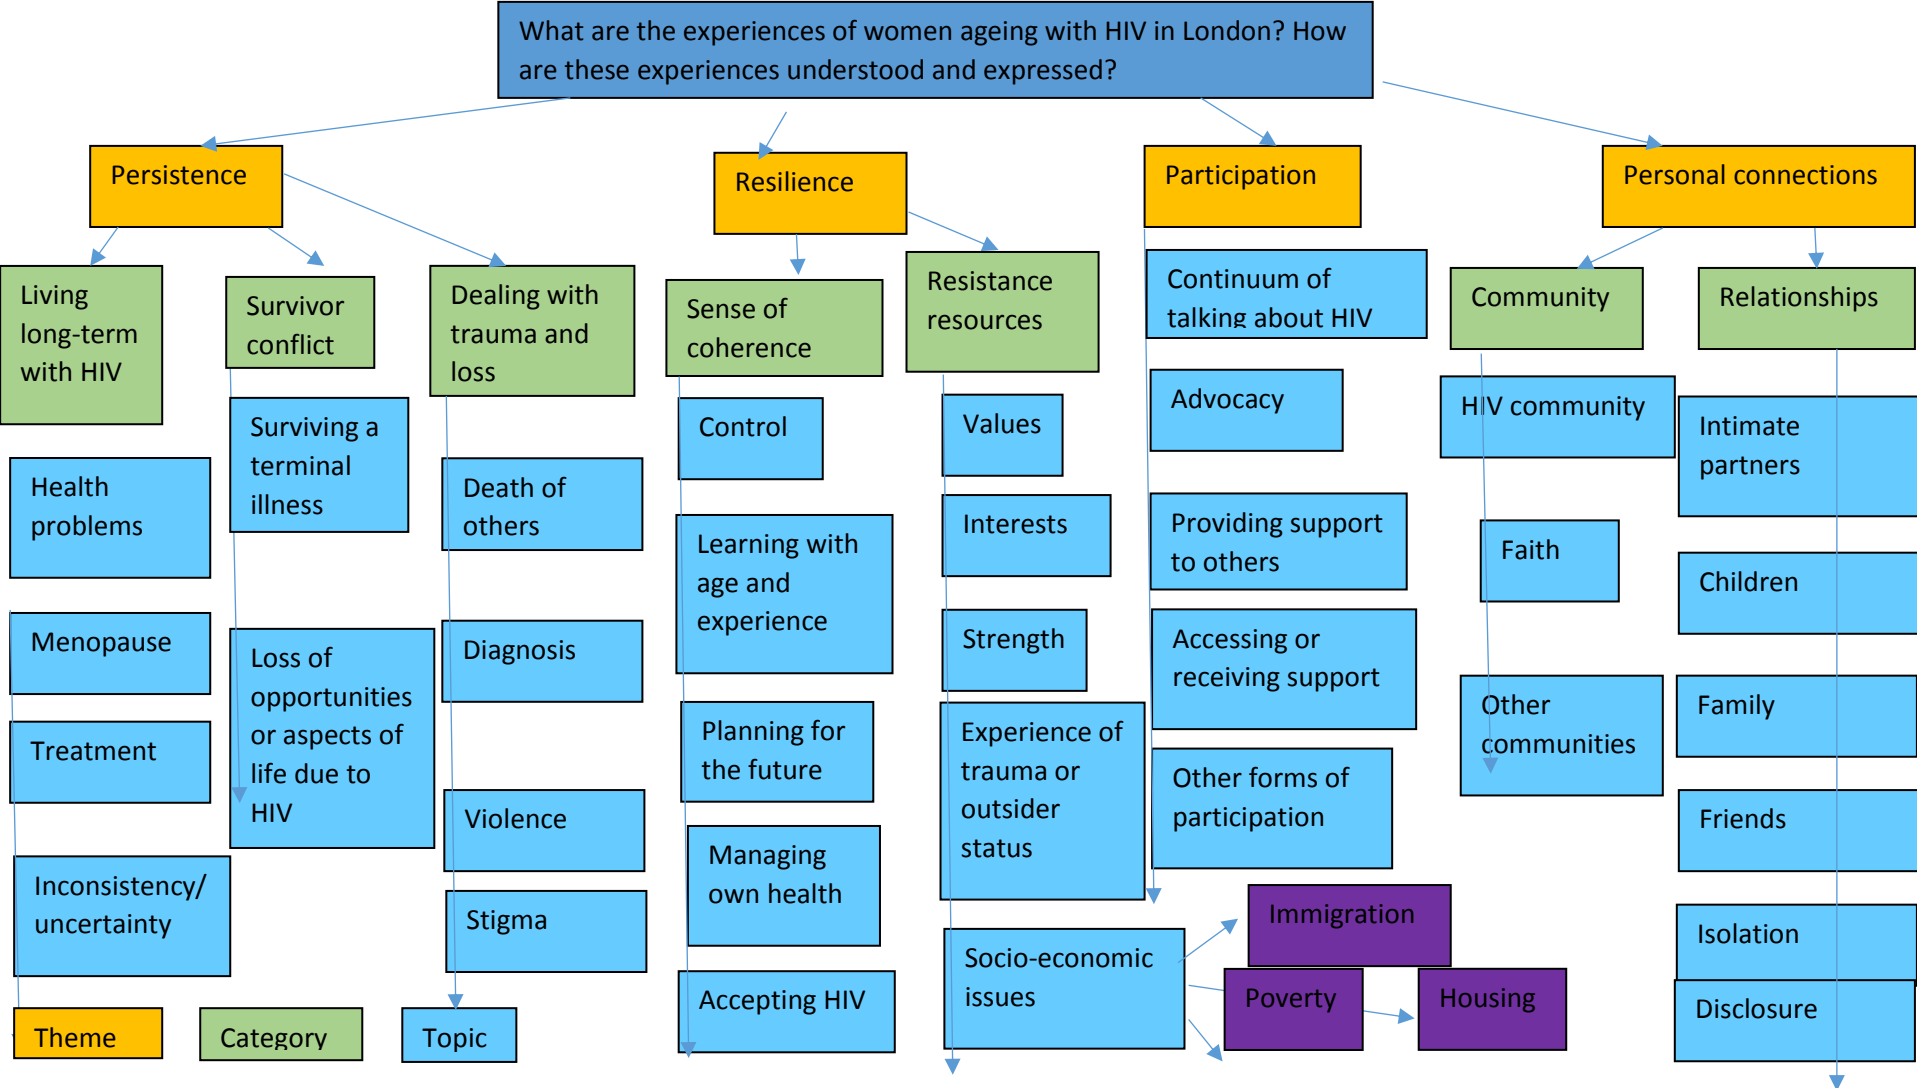 What are the experiences of women ageing with HIV in London? How
are these experiences understood and expressed?
Persistence
Resilience
Participation
Personal connections
Living
long-term
with HIV
Survivor
conflict
Dealing with
trauma and
loss
Sense of
coherence
Resistance
resources
Community
Relationships
Health
problems
Menopause
Treatment
Inconsistency/
uncertainty
Surviving a
terminal
illness
Loss of
opportunities
or aspects of
life due to
HIV
Death of
others
Diagnosis
Violence
Stigma
Control
Learning with
age and
experience
Planning for
the future
Managing
own health
Accepting HIV
Values
Interests
Strength
Experience of
trauma or
outsider
status
Socio-economic
issues
Immigration
Poverty
Housing
Continuum of
talking about HIV
Advocacy
Providing support
to others
Accessing or
receiving support
Other forms of
participation
HIV community
Faith
Other
communities
Intimate
partners
Children
Family
Friends
Isolation
Disclosure
Theme
Category
Topic